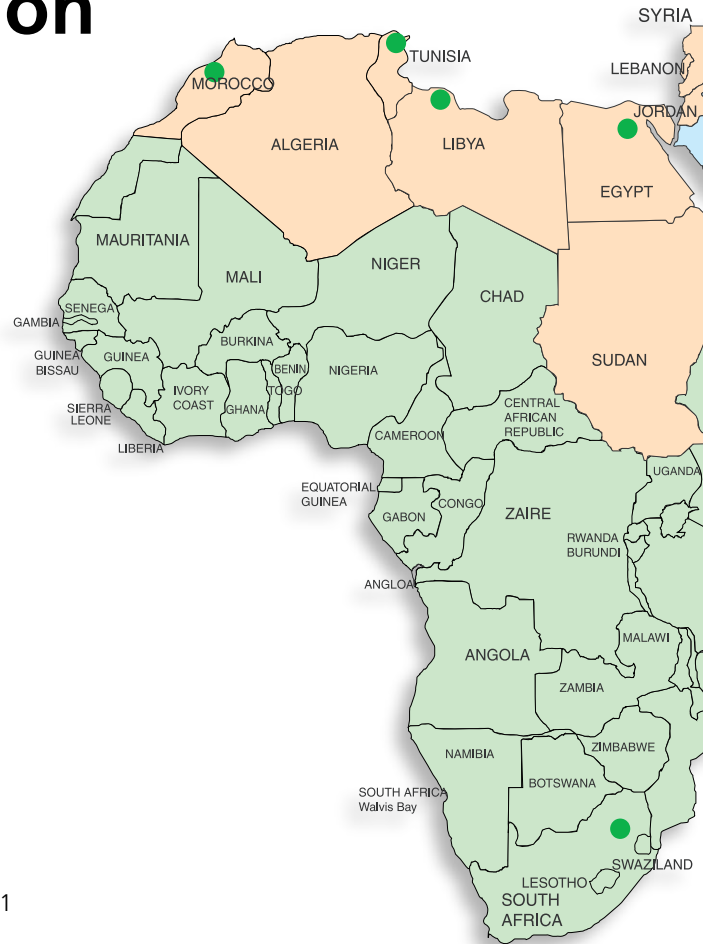 on
SYRIA
TUNISIA
LEBANON
MOROCCO
JORDAN
ALGERIA
LIBYA
EGYPT
MAURITANIA
NIGER
MALI
CHAD
SENEGA
GAMBIA
BURKINA
GUINEA
BISSAU
GUINEA
SUDAN
BENIN
NIGERIA
IVORY
COAST
TOGO
GHANA
CENTRAL
AFRICAN
REPUBLIC
SIERRA
LEONE
LIBERIA
CAMEROON
UGANDA
EQUATORIAL
GUINEA
CONGO
GABON
ZAIRE
RWANDA
BURUNDI
ANGLOA
MALAWI
ANGOLA
ZAMBIA
NAMIBIA
ZIMBABWE
BOTSWANA
SOUTH AFRICA
Walvis Bay
SWAZILAND
LESOTHO
SOUTH
AFRICA
1